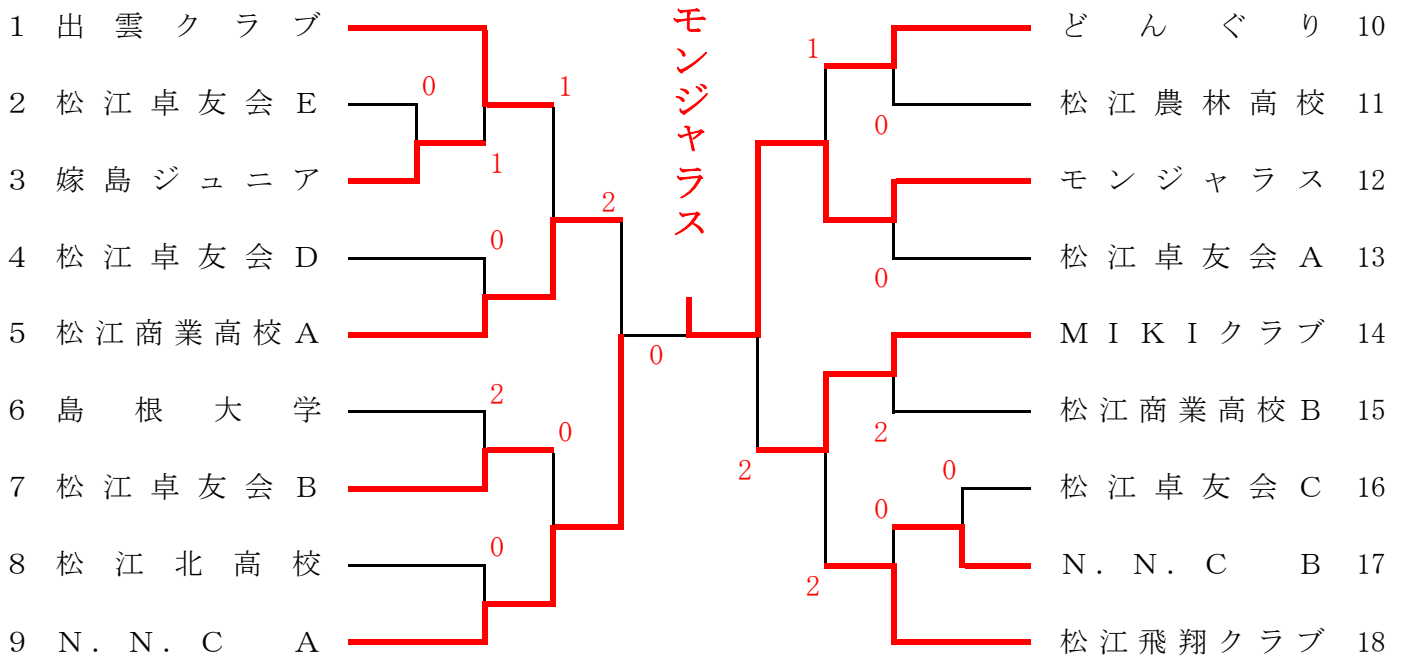 1 出雲クラブ
2 松江卓友会E
3 嫁島ジュニア
4 松江卓友会D
5 松江商業高校A
6 島根大学
7 松江卓友会B
8 松江北高校
9 N.N.C A
0
1
1
2
0
2
0
0
0
モンジャラス
1
0
0
2
2
0
0
2
どんぐり 10
松江農林高校 11
モンジャラス 12
松江卓友会A 13
MIKIクラブ 14
松江商業高校B 15
松江卓友会C 16
N.N.C B 17
松江飛翔クラブ 18